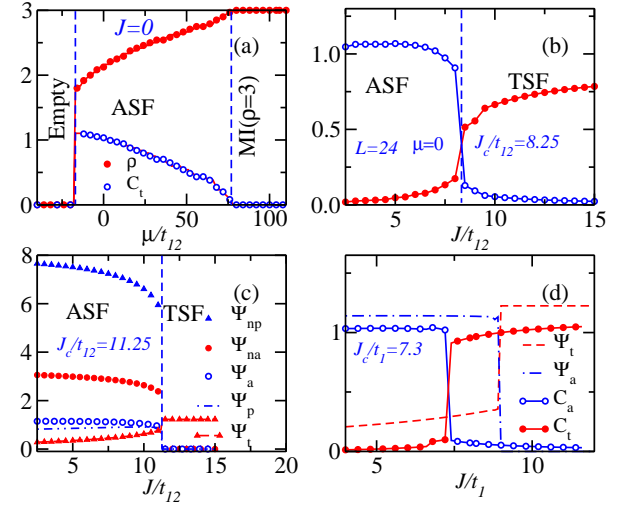 3
2
1
0
J=0
(a)
Empty
ASF
MI(ρ=3)
ρ
C_t
0 50 100
μ/t_12
1.0
0.5
0.0
(b)
ASF
TSF
L=24 μ=0 J_c/t_12=8.25
5 10 15
J/t_12
8
6
4
2
0
(c)
ASF
TSF
J_c/t_12=11.25
Ψ_np
Ψ_na
Ψ_a
Ψ_p
Ψ_t
5 10 15 20
J/t_12
2
1
0
(d)
J_c/t_1=7.3
Ψ_t
Ψ_a
C_a
C_t
5 10
J/t_1